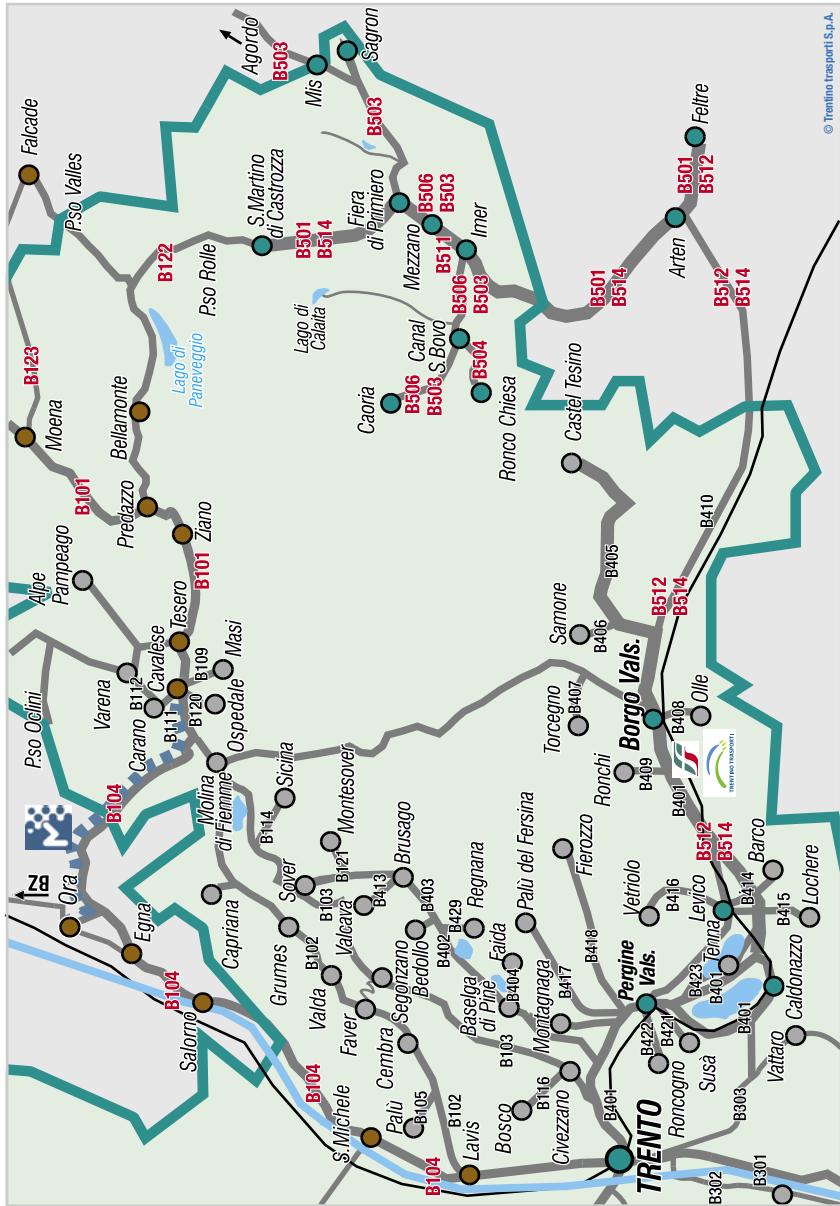 © Trentino trasporti S.p.A.
Agordo
B503
Sagron
Mis
B503
Falcade
P.so Valles
S.Martino
di Castrozza
B122
P.so Rolle
B501
B514
Fiera
di Primiero
B506
B503
Mezzano
B511
Imer
B506
B503
Feltre
B501
B512
Arten
B501
B514
B512
B514
Lago di
Calaita
Canal
S.Bovo
B504
Caoria
B506
B503
Ronco Chiesa
Castel Tesino
B123
Moena
B101
Lago di
Paneveggio
Bellamonte
Predazzo
Ziano
B101
Alpe
Pampeago
Tesero
Cavalese
B109
Masi
P.so Oclini
Varena
B112
Carano
B111
B120
Ospedale
Molina
di Fiemme
B405
B410
Samone
B406
B512
B514
Torcegno
B407
Borgo Vals.
B408
Olle
Ronchi
B409
B401
FS
TRENTINO TRASPORTI
B104
M
BZ
Ora
Egna
Capriana
Sicina
B114
Montesover
B121
Sover
B103
Brusago
B413
Valcava
B403
Grumes
B102
Valda
Segonzano
Bedollo
B402
B429
Regnana
Faida
B404
Baselga
di Pinè
Palù del Fersina
Fierozzo
B418
B417
Vetriolo
B416
Levico
B512
B514
B414
Barco
B415
Lochere
Tenna
B401
B423
Caldonazzo
B401
Pergine
Vals.
B421
B422
Susà
Roncogno
Vattaro
B303
Montagnaga
B103
Civezzano
B116
Bosco
B401
Faver
Cembra
Palù
B105
B102
Salorno
B104
B104
S.Michele
Lavis
B104
TRENTO
B302
B301